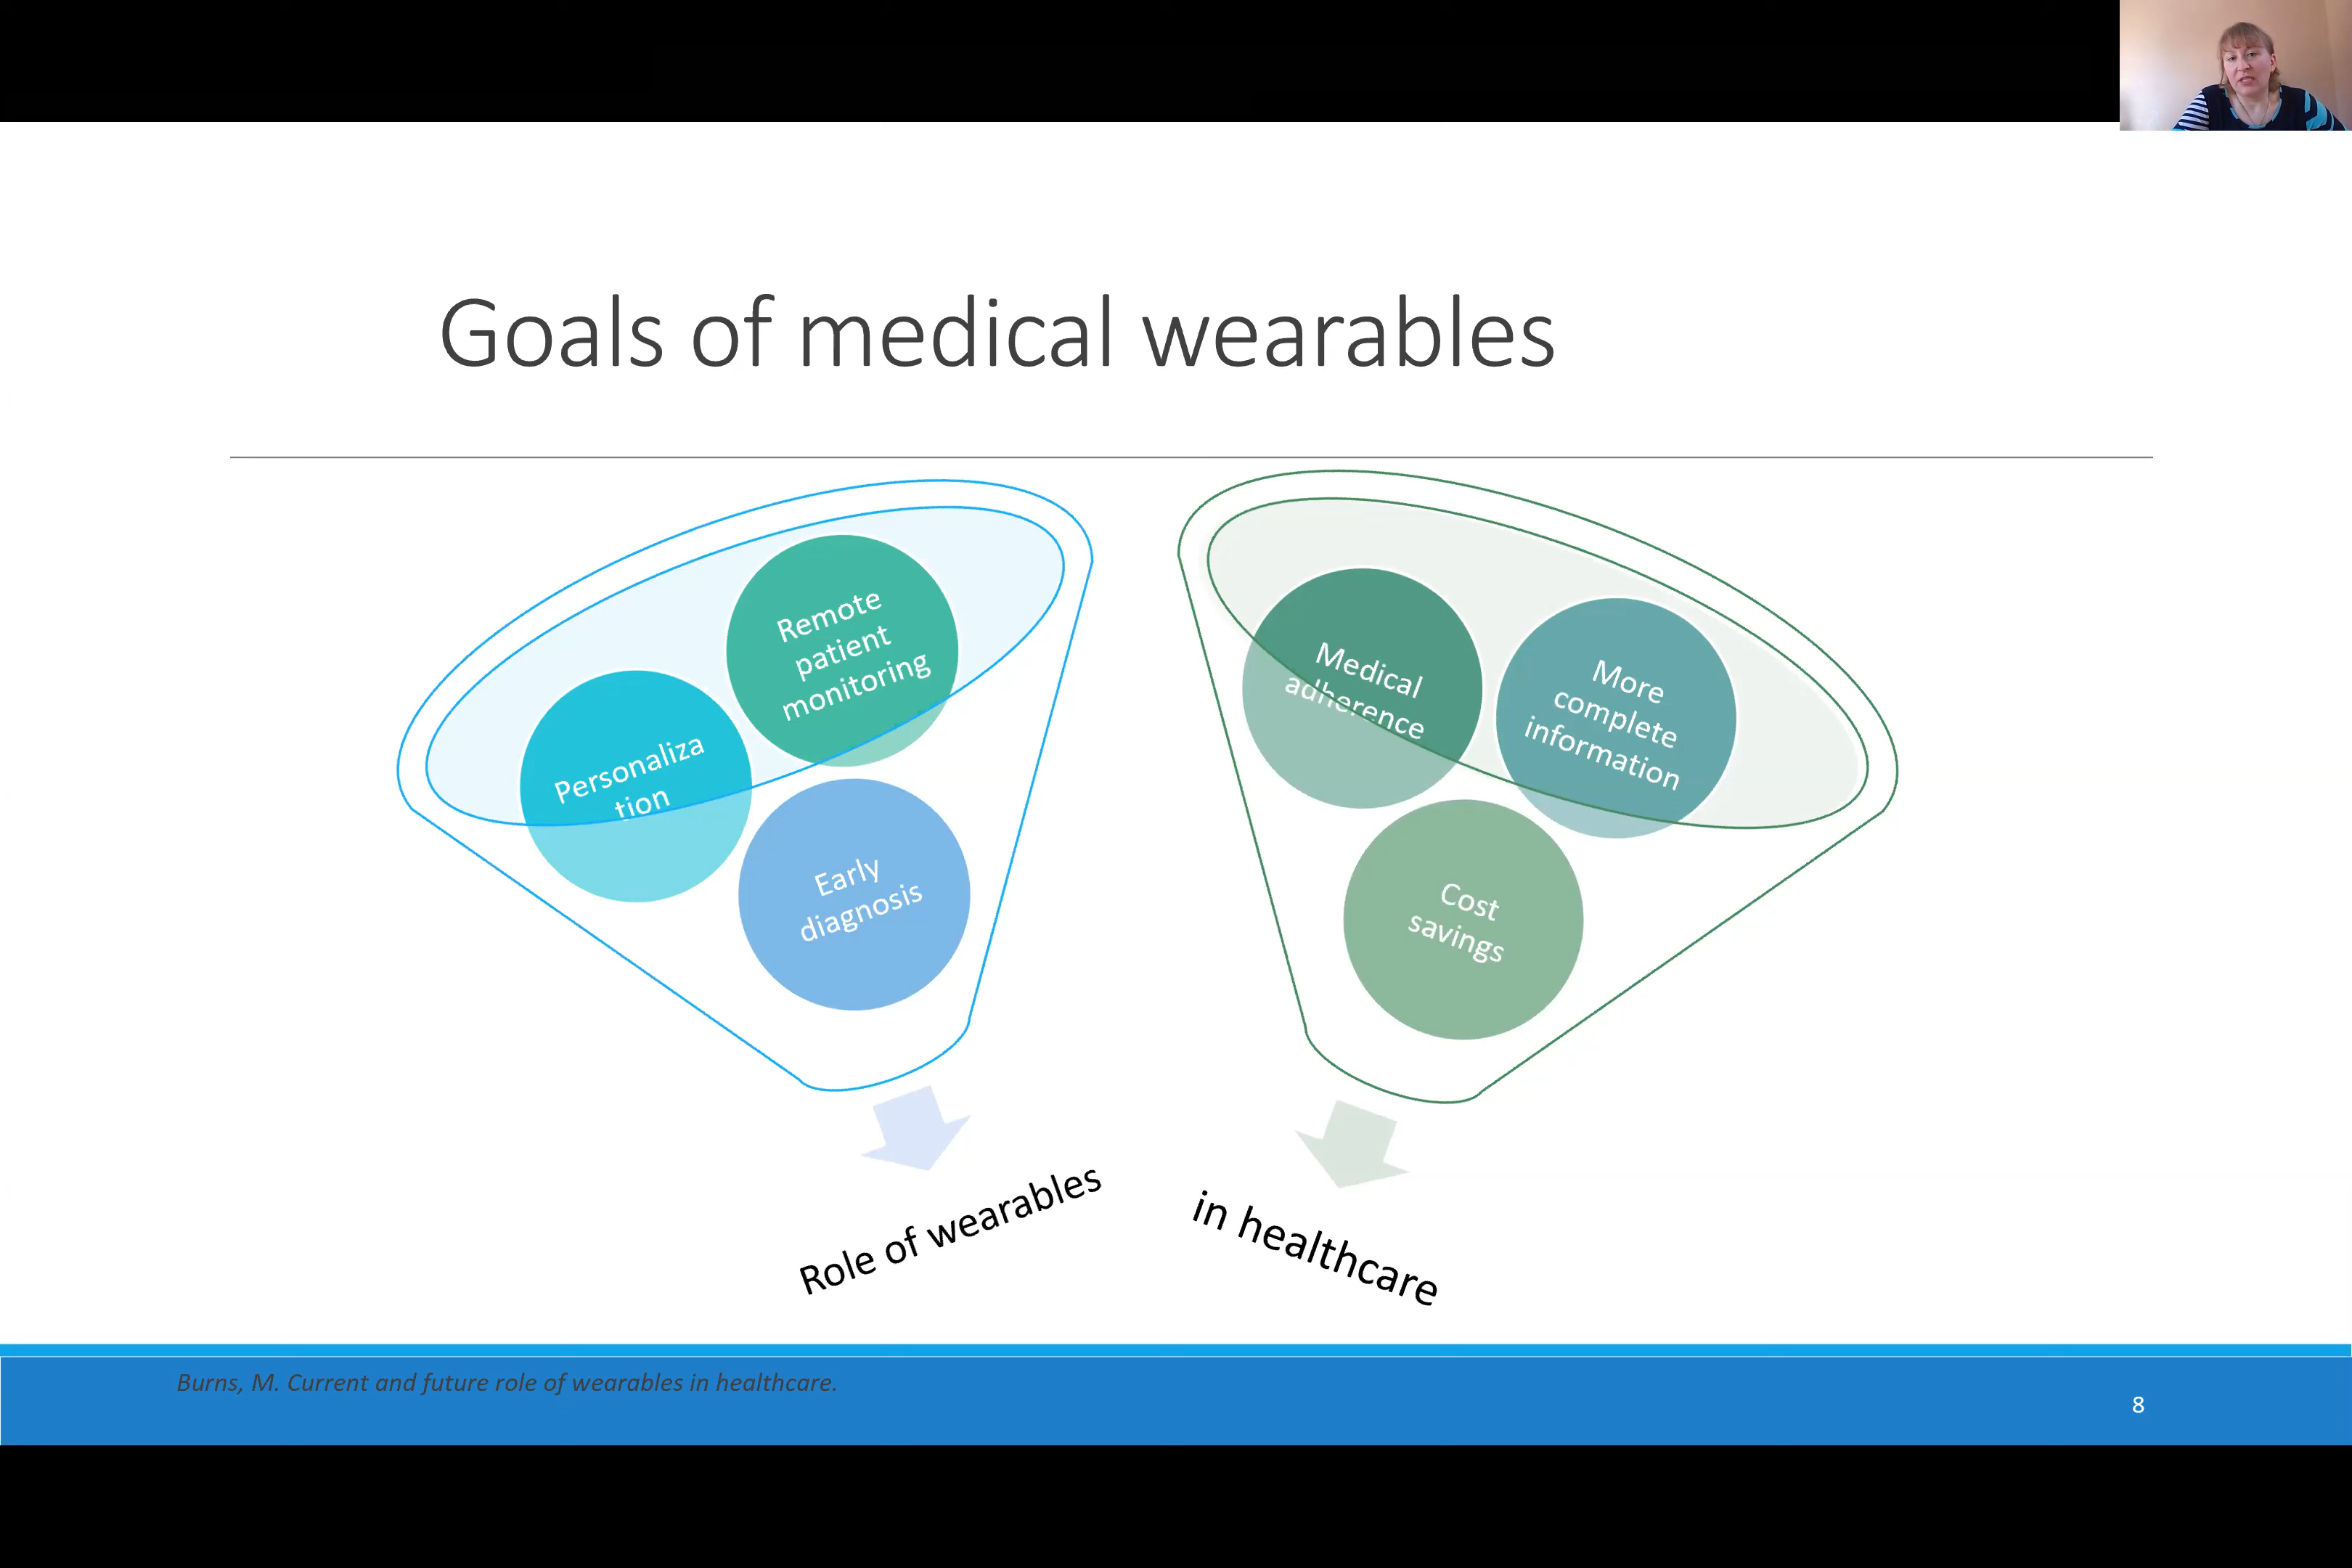 Goals of medical wearables
Remote
patient
monitoring
Personaliza
tion
Early
diagnosis
Medical
adherence
More
complete
information
Cost
savings
Role of wearables
in healthcare
Burns, M. Current and future role of wearables in healthcare.
8